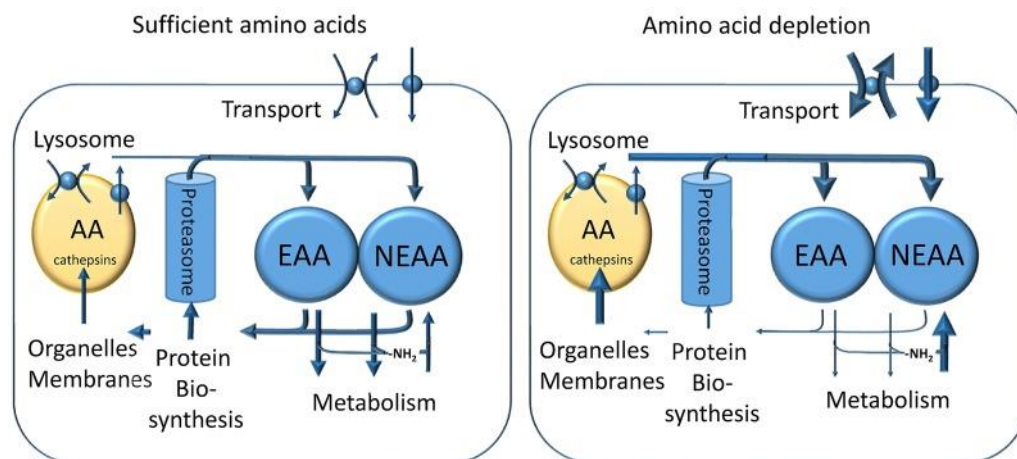 Sufficient amino acids
Transport
Lysosome
AA
cathepsins
Proteasome
EAA
NEAA
-NH₂
Organelles
Membranes
Protein
Bio-
synthesis
Metabolism
Amino acid depletion
Transport
Lysosome
AA
cathepsins
Proteasome
EAA
NEAA
-NH₂
Organelles
Membranes
Protein
Bio-
synthesis
Metabolism